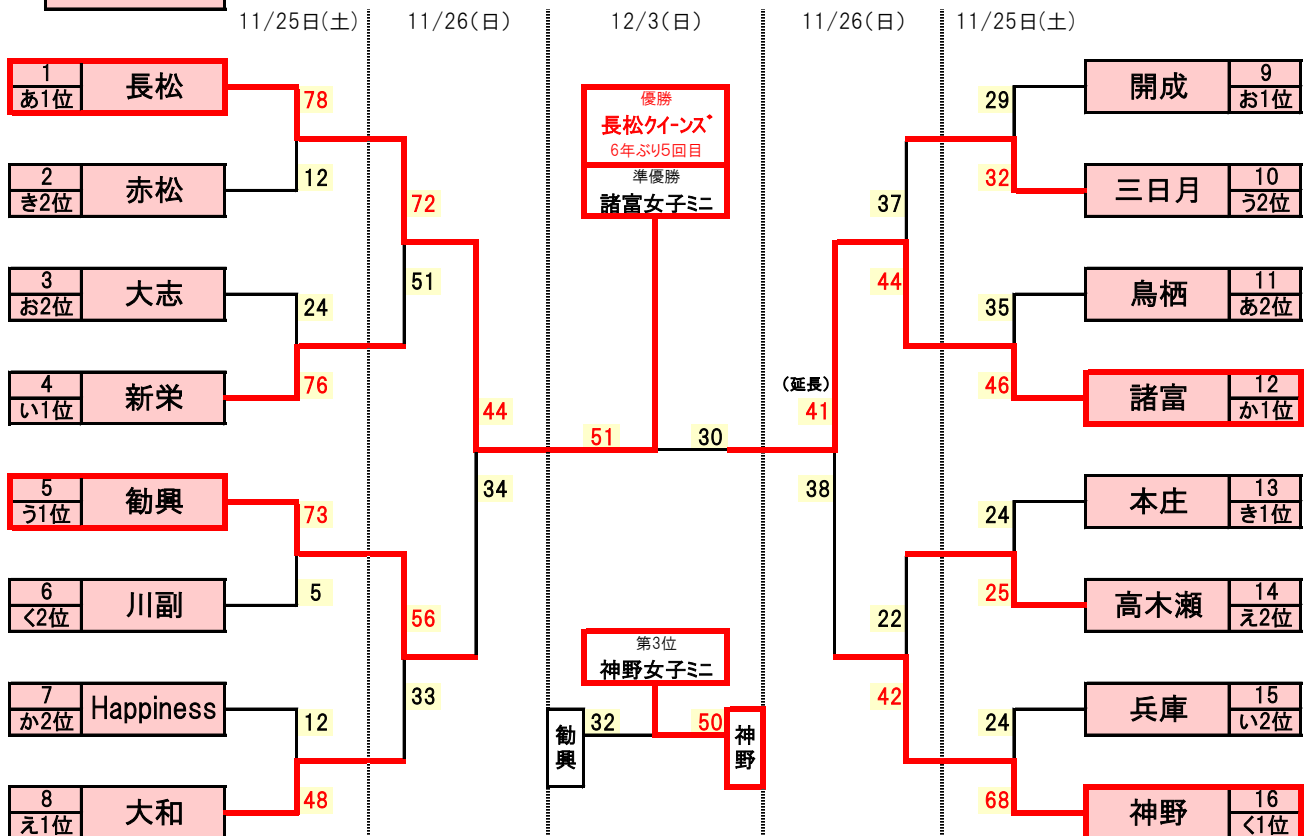 11/25日(土)
11/26(日)
12/3(日)
11/26(日)
11/25日(土)
1
あ1位
長松
78
2
き2位
赤松
12
72
3
お2位
大志
24
51
4
い1位
新栄
76
44
5
う1位
勧興
73
34
6
く2位
川副
5
56
7
か2位
Happiness
12
33
8
え1位
大和
48
優勝
長松クイーンズ
6年ぶり5回目
準優勝
諸富女子ミニ
51
30
第3位
神野女子ミニ
勧興
32
50
神野
29
開成
9
お1位
32
三日月
10
う2位
37
35
鳥栖
11
あ2位
44
46
諸富
12
か1位
(延長)
41
24
本庄
13
き1位
38
25
高木瀬
14
え2位
22
24
兵庫
15
い2位
42
68
神野
16
く1位